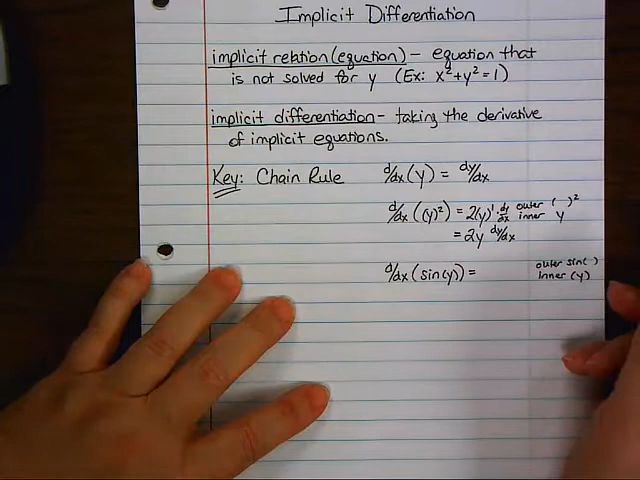 Implicit Differentiation
implicit relation (equation) - equation that
is not solved for y (Ex: x²+y²=1)
implicit differentiation - taking the derivative
of implicit equations.
Key: Chain Rule d/dx (y) = dy/dx
d/dx ((y)²) = 2(y)¹ · dy/dx outer ( )²
inner y
= 2y dy/dx
d/dx (sin(y)) = outer sin( )
inner (y)